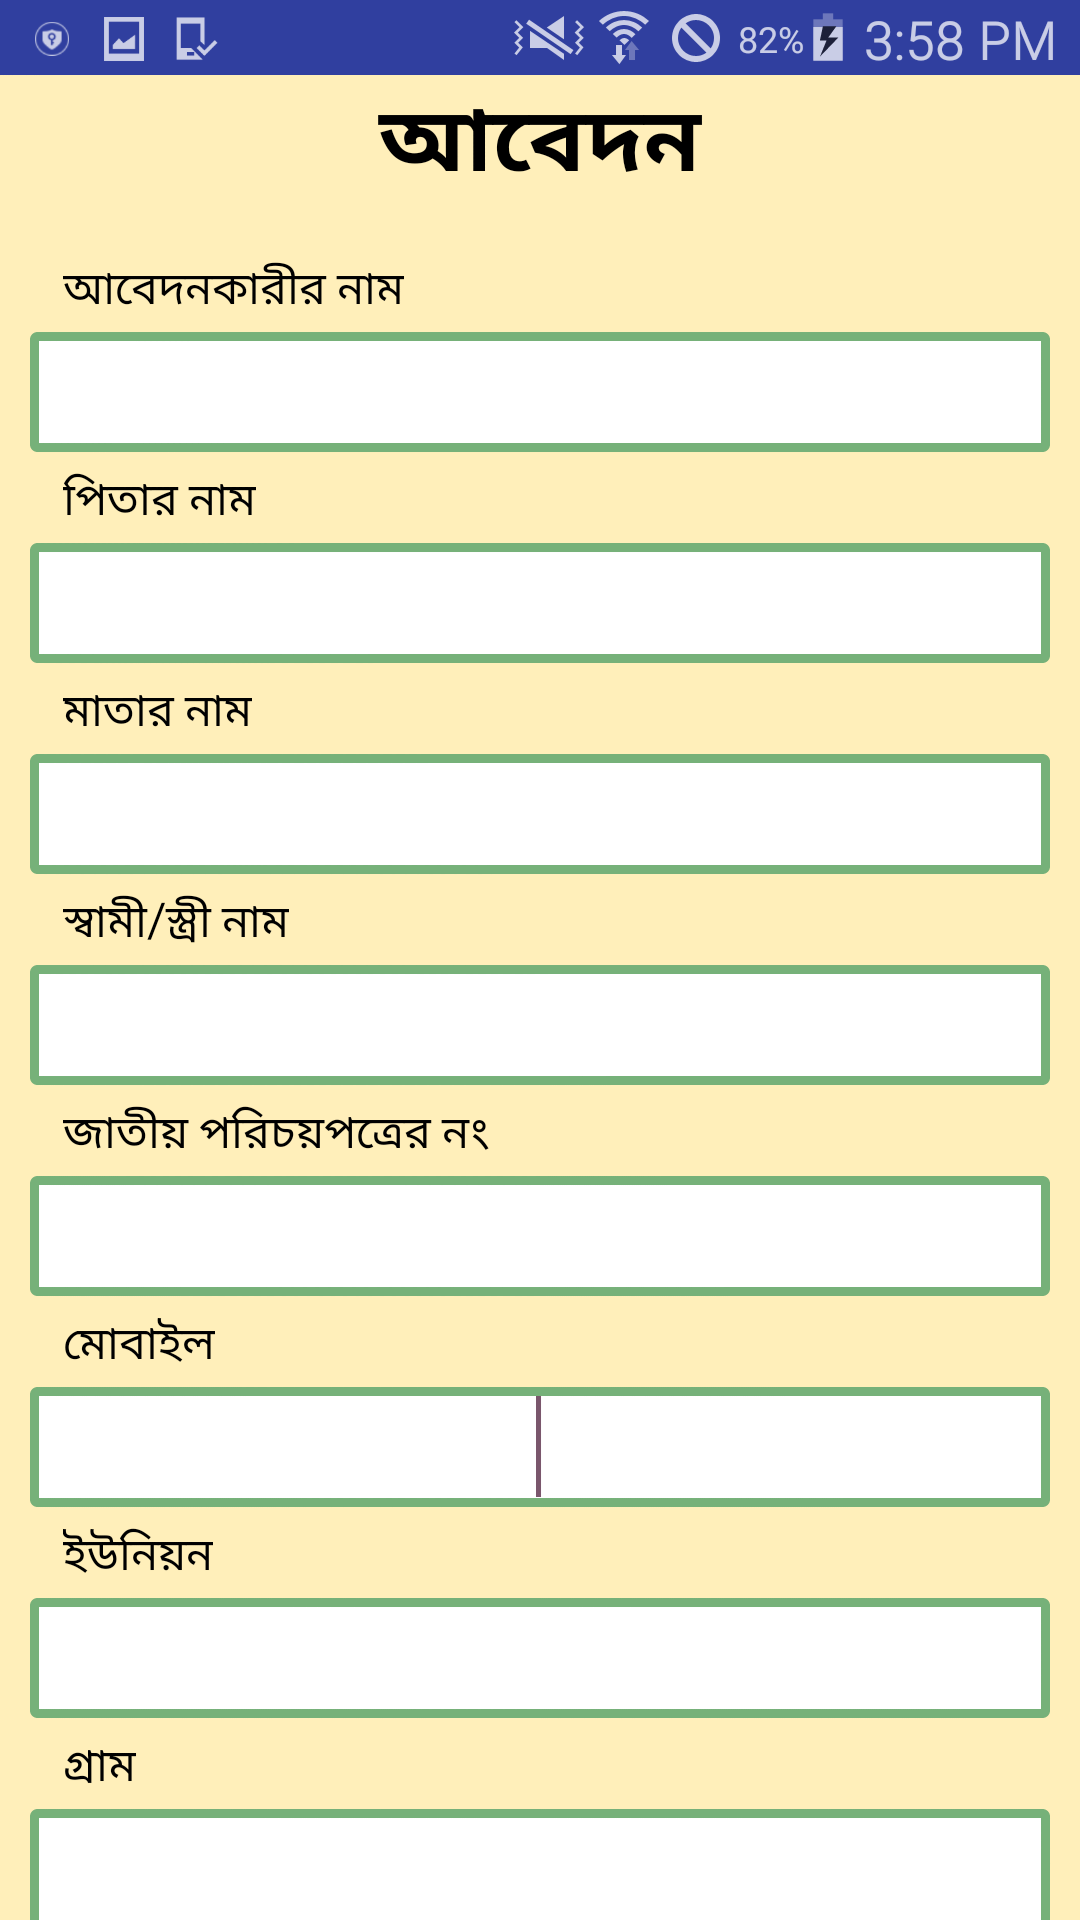 82% 3:58 PM
আবেদন
আবেদনকারীর নাম
পিতার নাম
মাতার নাম
স্বামী/স্ত্রী নাম
জাতীয় পরিচয়পত্রের নং
মোবাইল
ইউনিয়ন
গ্রাম